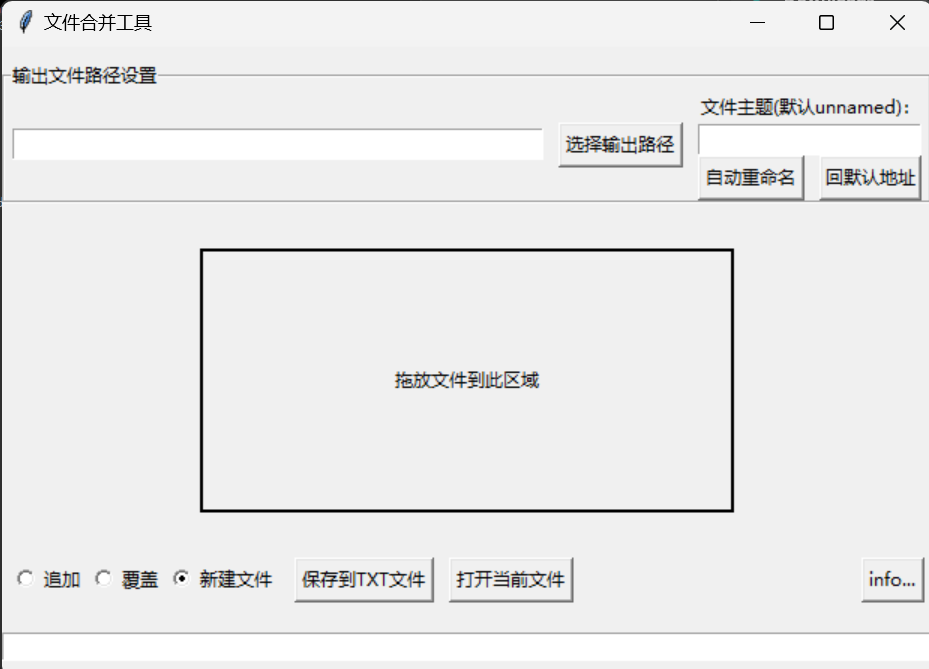 文件合并工具
输出文件路径设置
文件主题(默认unnamed)：
选择输出路径
自动重命名 回默认地址
拖放文件到此区域
追加 覆盖 新建文件 保存到TXT文件 打开当前文件 info...